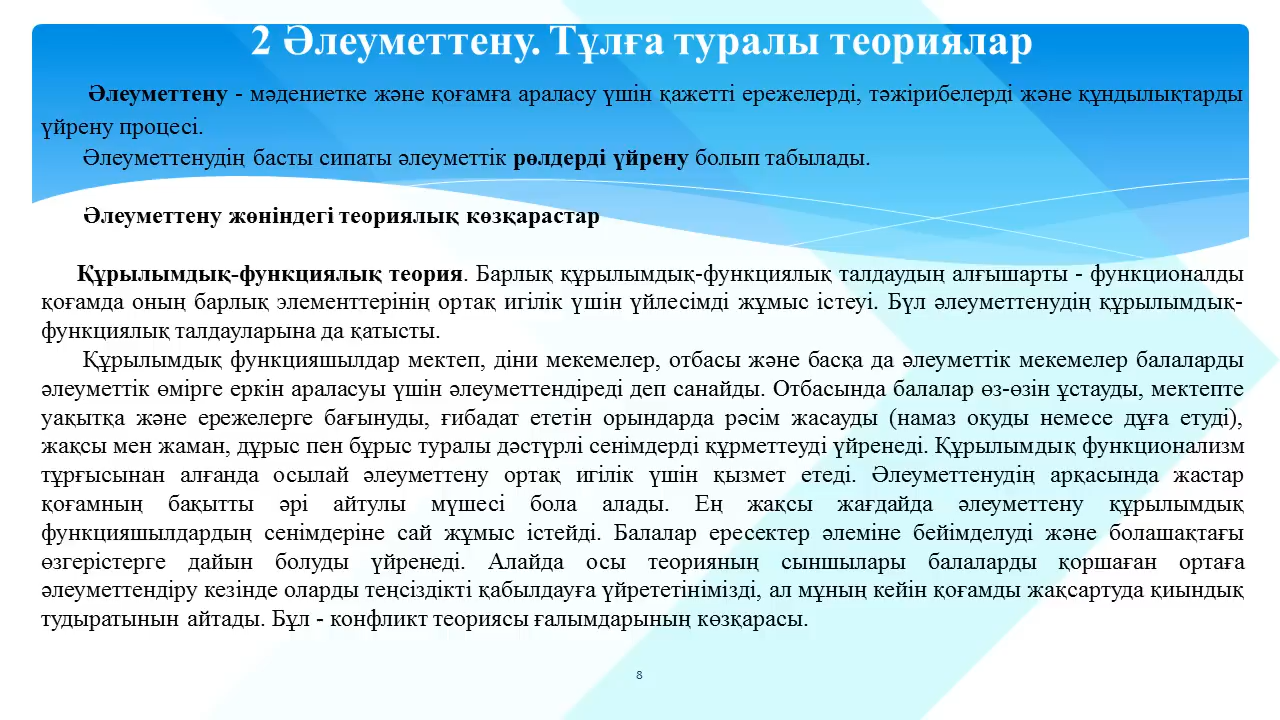 2 Әлеуметтену. Тұлға туралы теориялар
Әлеуметтену - мәдениетке және қоғамға араласу үшін қажетті ережелерді, тәжірибелерді және құндылықтарды
үйрену процесі.
Әлеуметтенудің басты сипаты әлеуметтік рөлдерді үйрену болып табылады.
Әлеуметтену жөніндегі теориялық көзқарастар
Құрылымдық-функциялық теория. Барлық құрылымдық-функциялық талдаудың алғышарты - функционалды
қоғамда оның барлық элементтерінің ортақ игілік үшін үйлесімді жұмыс істеуі. Бұл әлеуметтенудің құрылымдық-
функциялық талдауларына да қатысты.
Құрылымдық функцияшылдар мектеп, діни мекемелер, отбасы және басқа да әлеуметтік мекемелер балаларды
әлеуметтік өмірге еркін араласуы үшін әлеуметтендіреді деп санайды. Отбасында балалар өз-өзін ұстауды, мектепте
уақытқа және ережелерге бағынуды, ғибадат ететін орындарда рәсім жасауды (намаз оқуды немесе дұға етуді),
жақсы мен жаман, дұрыс пен бұрыс туралы дәстүрлі сенімдерді құрметтеуді үйренеді. Құрылымдық функционализм
тұрғысынан алғанда осылай әлеуметтену ортақ игілік үшін қызмет етеді. Әлеуметтенудің арқасында жастар
қоғамның бақытты әрі айтулы мүшесі бола алады. Ең жақсы жағдайда әлеуметтену құрылымдық
функцияшылдардың сенімдеріне сай жұмыс істейді. Балалар ересектер әлеміне бейімделуді және болашақтағы
өзгерістерге дайын болуды үйренеді. Алайда осы теорияның сыншылары балаларды қоршаған ортаға
әлеуметтендіру кезінде оларды теңсіздікті қабылдауға үйрететінімізді, ал мұның кейін қоғамды жақсартуда қиындық
тудыратынын айтады. Бұл - конфликт теориясы ғалымдарының көзқарасы.
8